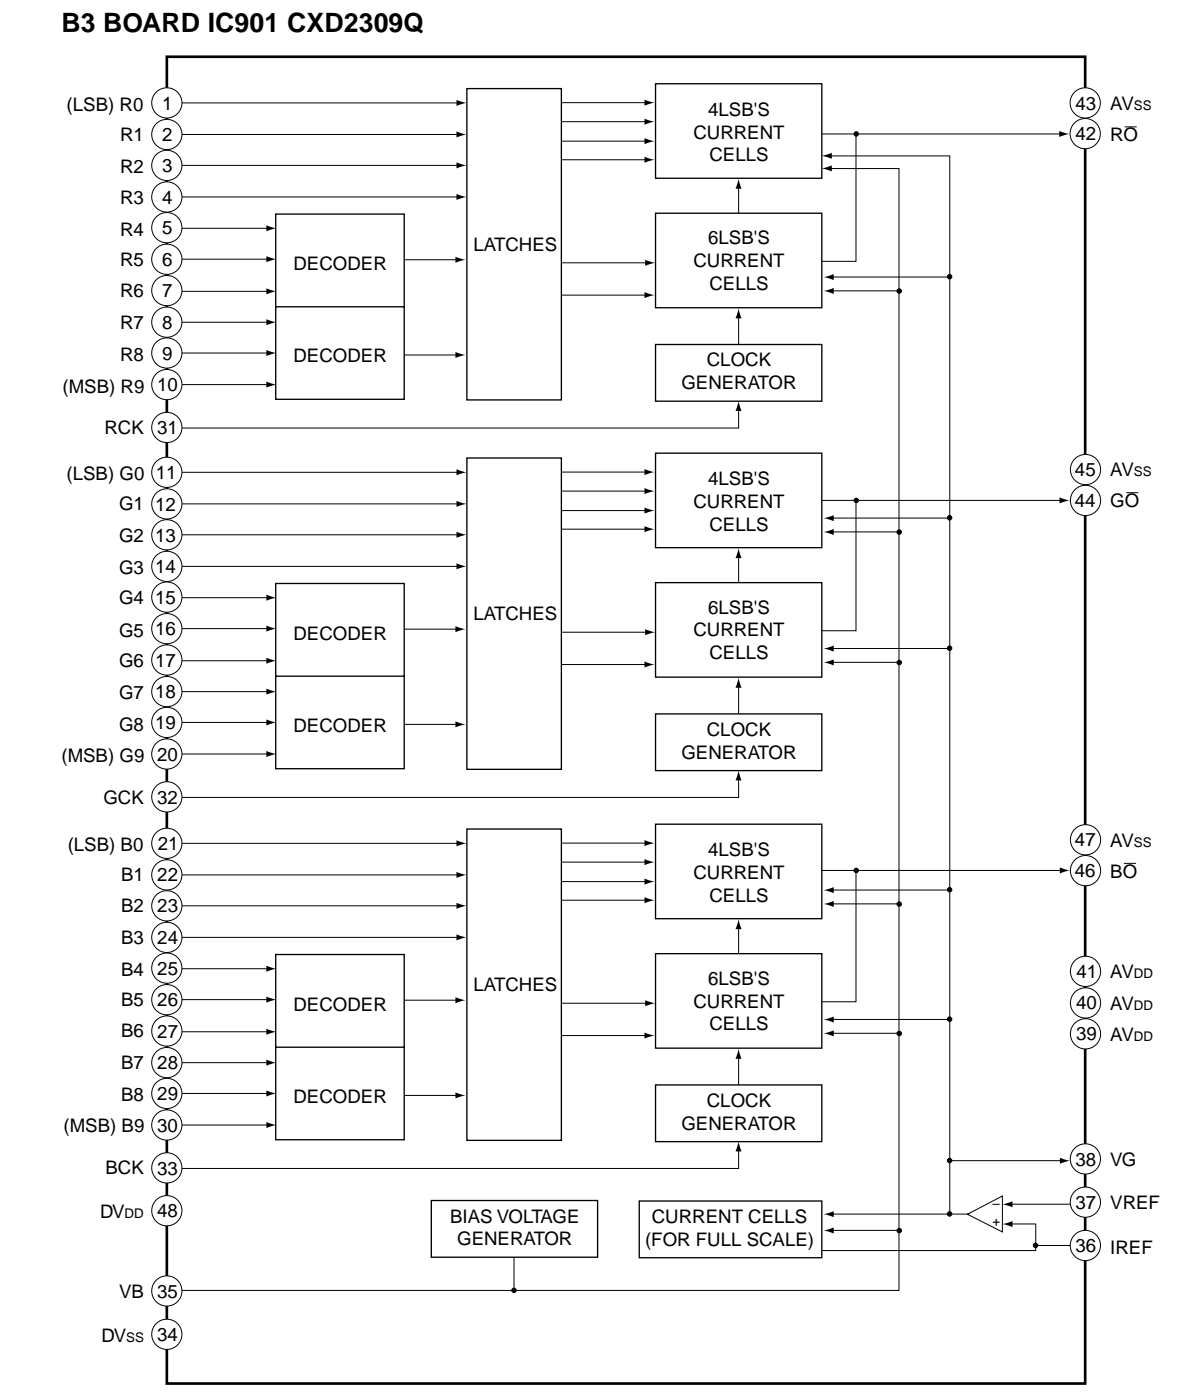 B3 BOARD IC901 CXD2309Q
(LSB) R0 1
R1 2
R2 3
R3 4
R4 5
R5 6
R6 7
R7 8
R8 9
(MSB) R9 10
RCK 31
DECODER
DECODER
LATCHES
4LSB'S
CURRENT
CELLS
6LSB'S
CURRENT
CELLS
CLOCK
GENERATOR
43 AVss
42 RO̅
(LSB) G0 11
G1 12
G2 13
G3 14
G4 15
G5 16
G6 17
G7 18
G8 19
(MSB) G9 20
GCK 32
DECODER
DECODER
LATCHES
4LSB'S
CURRENT
CELLS
6LSB'S
CURRENT
CELLS
CLOCK
GENERATOR
45 AVss
44 GO̅
(LSB) B0 21
B1 22
B2 23
B3 24
B4 25
B5 26
B6 27
B7 28
B8 29
(MSB) B9 30
BCK 33
DECODER
DECODER
LATCHES
4LSB'S
CURRENT
CELLS
6LSB'S
CURRENT
CELLS
CLOCK
GENERATOR
47 AVss
46 BO̅
41 AVDD
40 AVDD
39 AVDD
38 VG
37 VREF
36 IREF
DVDD 48
VB 35
DVss 34
BIAS VOLTAGE
GENERATOR
CURRENT CELLS
(FOR FULL SCALE)
−
+